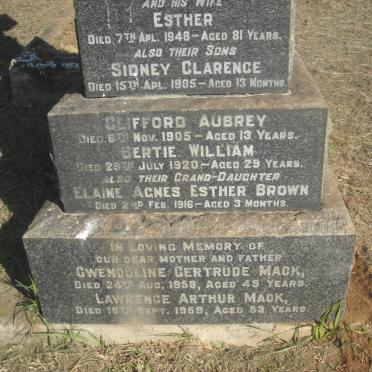 AND HIS WIFE
ESTHER
DIED 7TH APL. 1948 - AGED 81 YEARS.
ALSO THEIR SONS
SIDNEY CLARENCE
DIED 15TH APL. 1905 - AGED 13 MONTHS.
CLIFFORD AUBREY
DIED 6TH NOV. 1905 - AGED 13 YEARS.
BERTIE WILLIAM
DIED 28TH JULY 1920 - AGED 29 YEARS.
ALSO THEIR GRAND-DAUGHTER
ELAINE AGNES ESTHER BROWN
DIED 2ND FEB. 1916 - AGED 3 MONTHS.
IN LOVING MEMORY OF
OUR DEAR MOTHER AND FATHER
GWENDOLINE GERTRUDE MACK,
DIED 24TH AUG. 1958, AGED 49 YEARS.
LAWRENCE ARTHUR MACK,
DIED SEPT. 1959, AGED 53 YEARS.